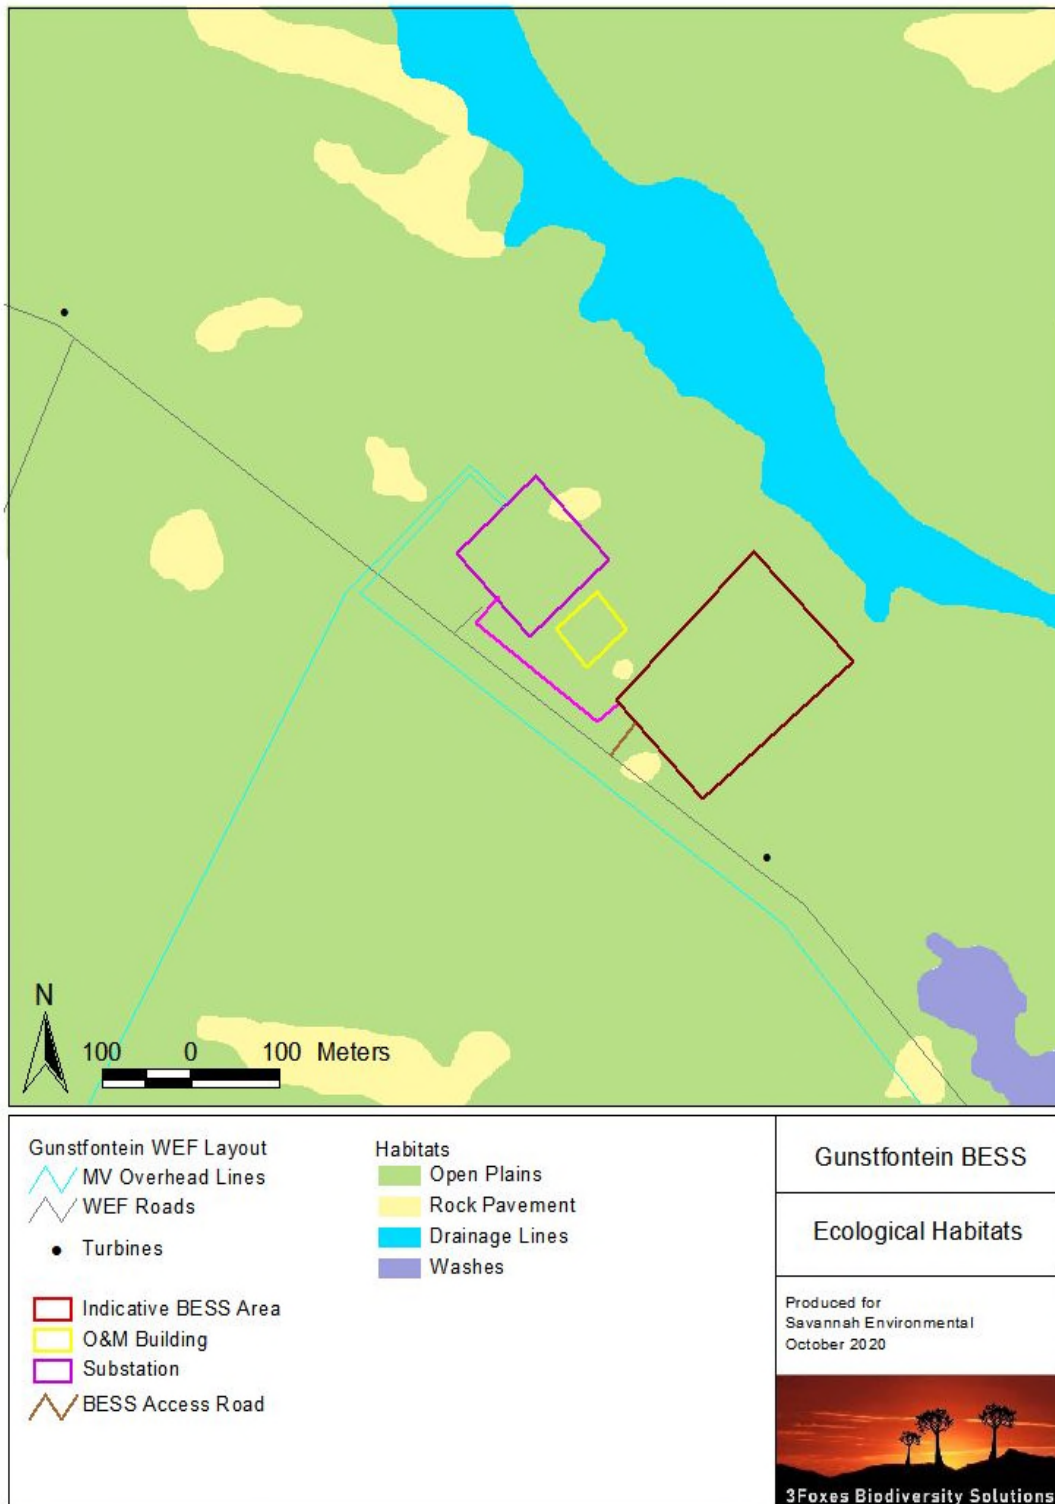 N
100 0 100 Meters
Gunstfontein WEF Layout
MV Overhead Lines
WEF Roads
Turbines
Indicative BESS Area
O&M Building
Substation
BESS Access Road
Habitats
Open Plains
Rock Pavement
Drainage Lines
Washes
Gunstfontein BESS
Ecological Habitats
Produced for
Savannah Environmental
October 2020
3Foxes Biodiversity Solutions